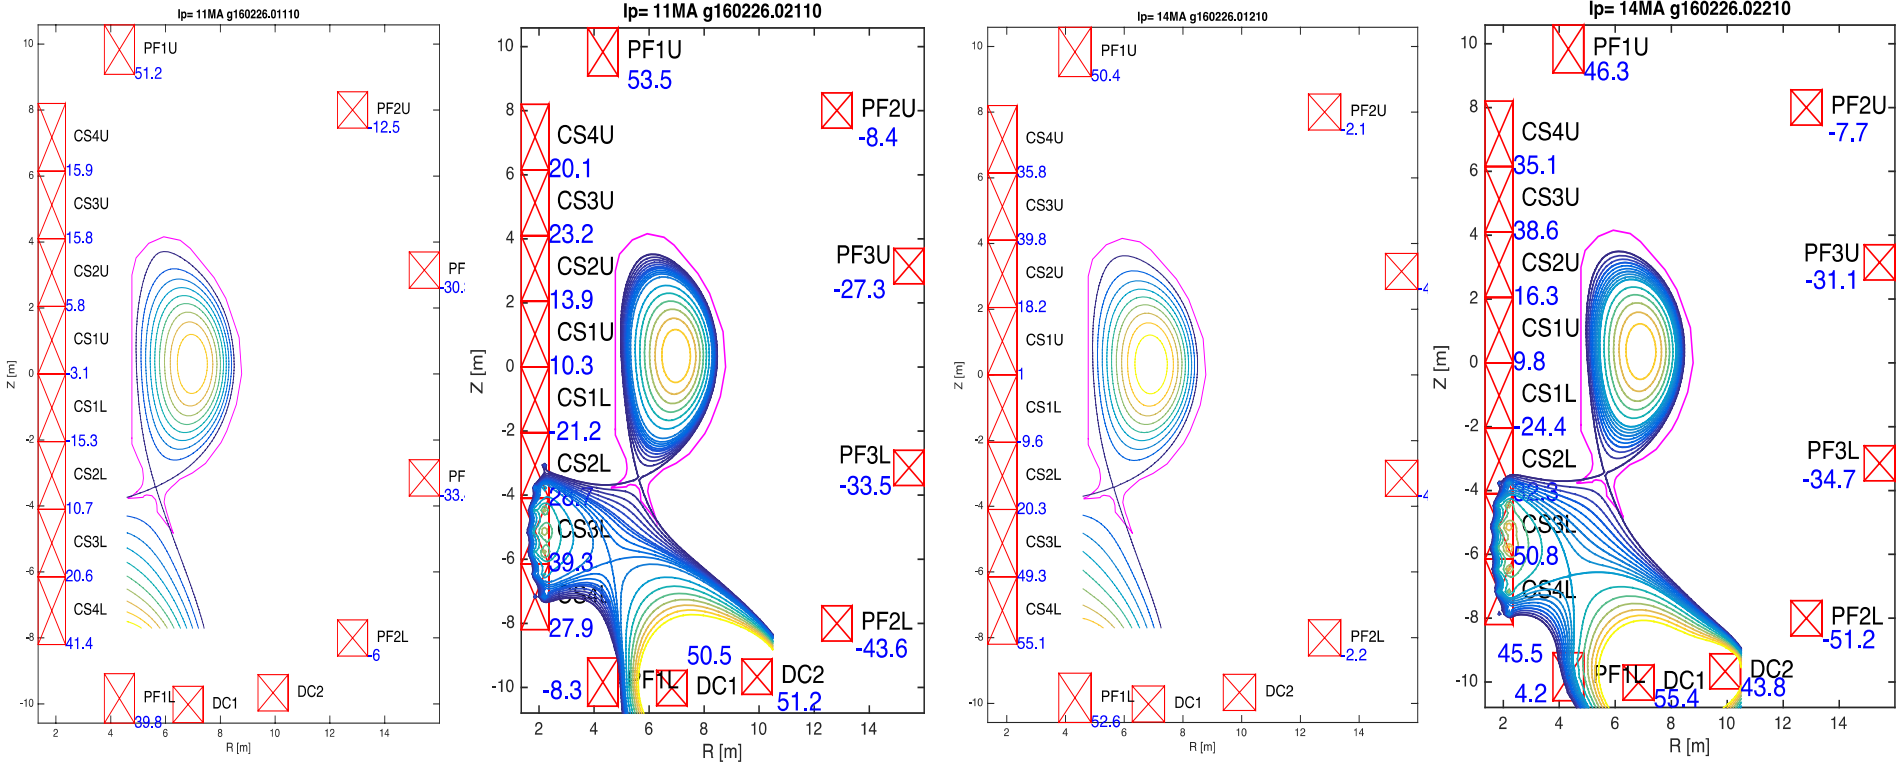 Ip= 11MA g160226.01110
PF1U
51.2
PF2U
-12.5
CS4U
15.9
CS3U
15.8
CS2U
5.8
CS1U
-3.1
CS1L
-15.3
CS2L
10.7
CS3L
20.6
CS4L
41.4
PF
-30.
PF
-33.
PF2L
-6
PF1L
39.8
DC1
DC2
10
8
6
4
2
0
-2
-4
-6
-8
-10
Z [m]
2 4 6 8 10 12 14
R [m]
Ip= 11MA g160226.02110
PF1U
53.5
PF2U
-8.4
CS4U
20.1
CS3U
23.2
CS2U
13.9
CS1U
10.3
CS1L
-21.2
CS2L
CS3L
39.3
CS4L
27.9
PF3U
-27.3
PF3L
-33.5
PF2L
-43.6
-8.3
PF1L
50.5
DC1
DC2
51.2
10
8
6
4
2
0
-2
-4
-6
-8
-10
Z [m]
2 4 6 8 10 12 14
R [m]
Ip= 14MA g160226.01210
PF1U
50.4
PF2U
-2.1
CS4U
35.8
CS3U
39.8
CS2U
18.2
CS1U
1
CS1L
-9.6
CS2L
20.3
CS3L
49.3
CS4L
55.1
-4
-4
PF2L
-2.2
PF1L
52.6
DC1
DC2
10
8
6
4
2
0
-2
-4
-6
-8
-10
Z [m]
2 4 6 8 10 12 14
R [m]
Ip= 14MA g160226.02210
PF1U
46.3
PF2U
-7.7
CS4U
35.1
CS3U
38.6
CS2U
16.3
CS1U
9.8
CS1L
-24.4
CS2L
32.3
CS3L
50.8
CS4L
45.5
PF3U
-31.1
PF3L
-34.7
PF2L
-51.2
4.2
PF1L
DC1
55.4
DC2
43.8
10
8
6
4
2
0
-2
-4
-6
-8
-10
Z [m]
2 4 6 8 10 12 14
R [m]